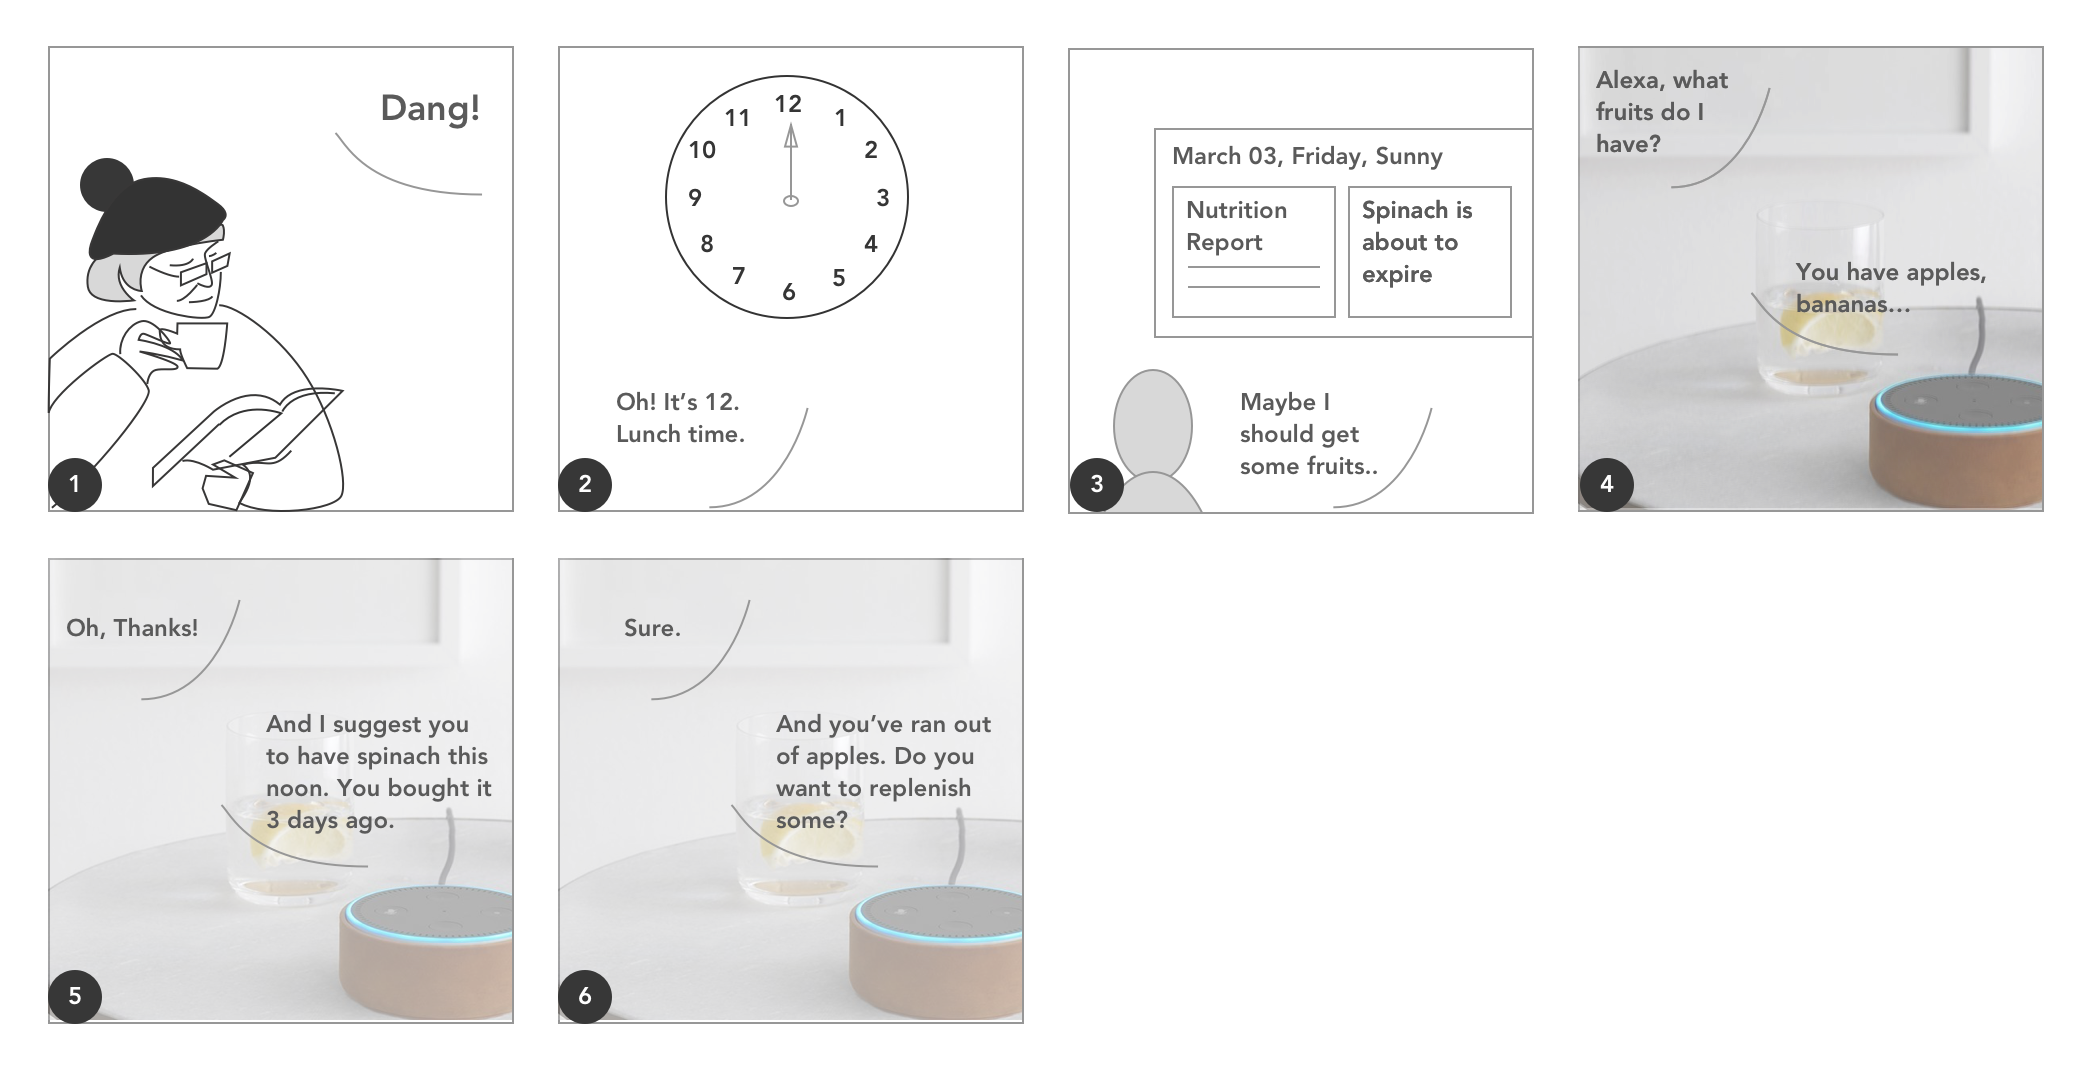 Dang!
1
12
11
1
10
2
9
3
8
4
7
5
6
Oh! It’s 12.
Lunch time.
2
March 03, Friday, Sunny
Nutrition
Report
Spinach is
about to
expire
Maybe I
should get
some fruits..
3
Alexa, what
fruits do I
have?
You have apples,
bananas...
4
Oh, Thanks!
And I suggest you
to have spinach this
noon. You bought it
3 days ago.
5
Sure.
And you’ve ran out
of apples. Do you
want to replenish
some?
6